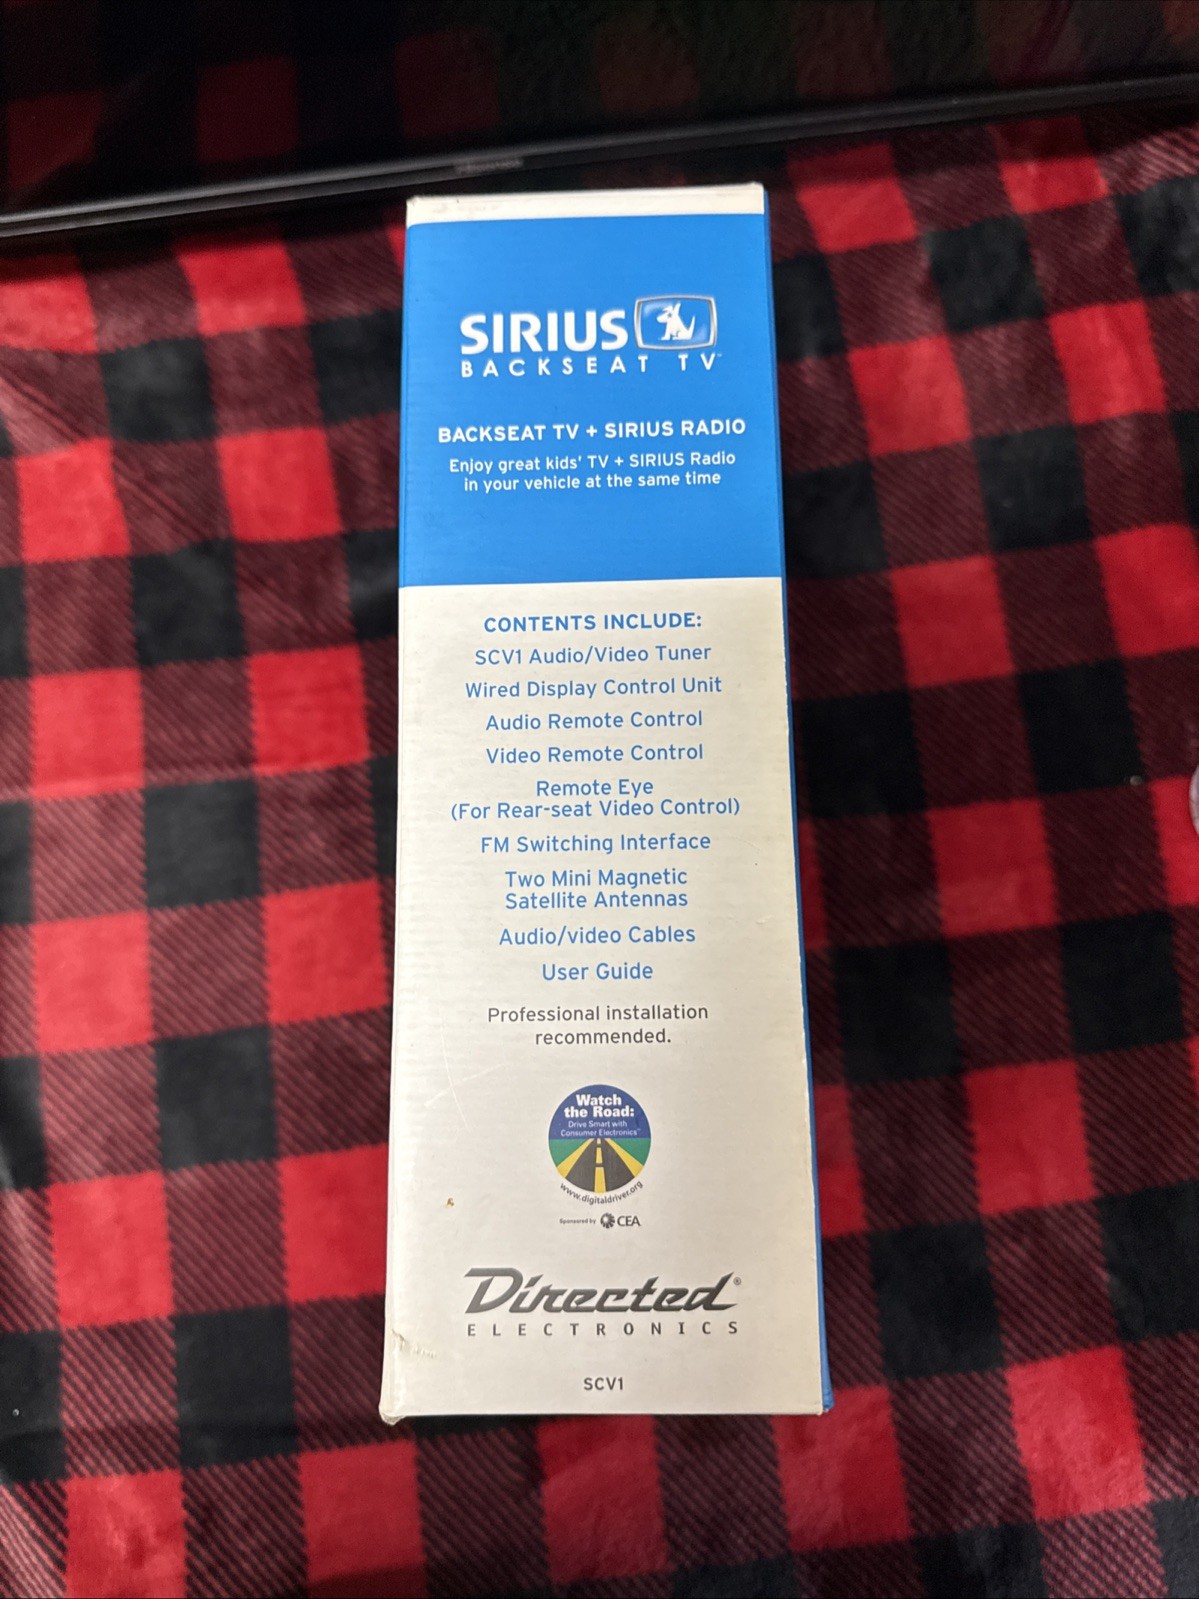 SIRIUS
BACKSEAT TV™
BACKSEAT TV + SIRIUS RADIO
Enjoy great kids' TV + SIRIUS Radio
in your vehicle at the same time
CONTENTS INCLUDE:
SCV1 Audio/Video Tuner
Wired Display Control Unit
Audio Remote Control
Video Remote Control
Remote Eye
(For Rear-seat Video Control)
FM Switching Interface
Two Mini Magnetic
Satellite Antennas
Audio/video Cables
User Guide
Professional installation
recommended.
Watch
the Road:
Drive Smart with
Consumer Electronics™
www.digitaldriver.org
Sponsored by CEA
Directed®
ELECTRONICS
SCV1